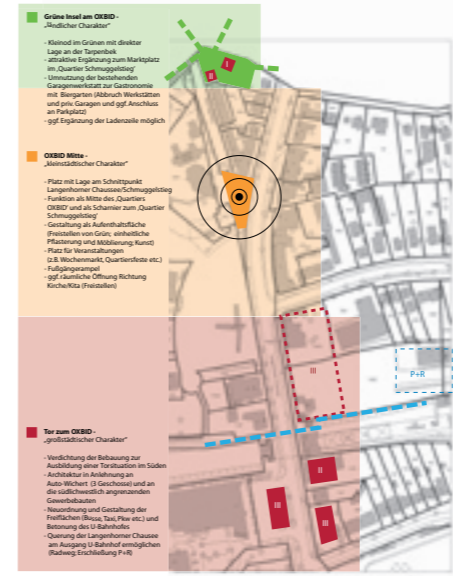 Grüne Insel am OXBID -
„ländlicher Charakter“
- Kleinod im Grünen mit direkter
Lage an der Tarpenbek
- attraktive Ergänzung zum Marktplatz
im ‚Quartier Schmuggelstieg‘
- Umnutzung der bestehenden
Garagenwerkstatt zur Gastronomie
mit Biergarten (Abbruch Werkstätten
und priv. Garagen und ggf. Anschluss
an Parkplatz)
- ggf. Ergänzung der Ladenzeile möglich
I
II
OXBID Mitte -
„kleinstädtischer Charakter“
- Platz mit Lage am Schnittpunkt
Langenhorner Chaussee/Schmuggelstieg
- Funktion als Mitte des ‚Quartiers
OXBID‘ und als Scharnier zum ‚Quartier
Schmuggelstieg‘
- Gestaltung als Aufenthaltsfläche
(Freistellen von Grün; einheitliche
Pflasterung und Möblierung; Kunst)
- Platz für Veranstaltungen
(z.B. Wochenmarkt, Quartiersfeste etc.)
- Fußgängerampel
- ggf. räumliche Öffnung Richtung
Kirche/Kita (Freistellen)
III
P+R
Tor zum OXBID -
„großstädtischer Charakter“
- Verdichtung der Bebauung zur
Ausbildung einer Torsituation im Süden
- Architektur in Anlehnung an
Auto-Wichert (3 Geschosse) und an
die südlichwestlich angrenzenden
Gewerbebauten
- Neuordnung und Gestaltung der
Freiflächen (Busse, Taxi, Pkw etc.) und
Betonung des U-Bahnhofes
- Querung der Langenhorner Chausee
am Ausgang U-Bahnhof ermöglichen
(Radweg; Erschließung P+R)
II
III
III